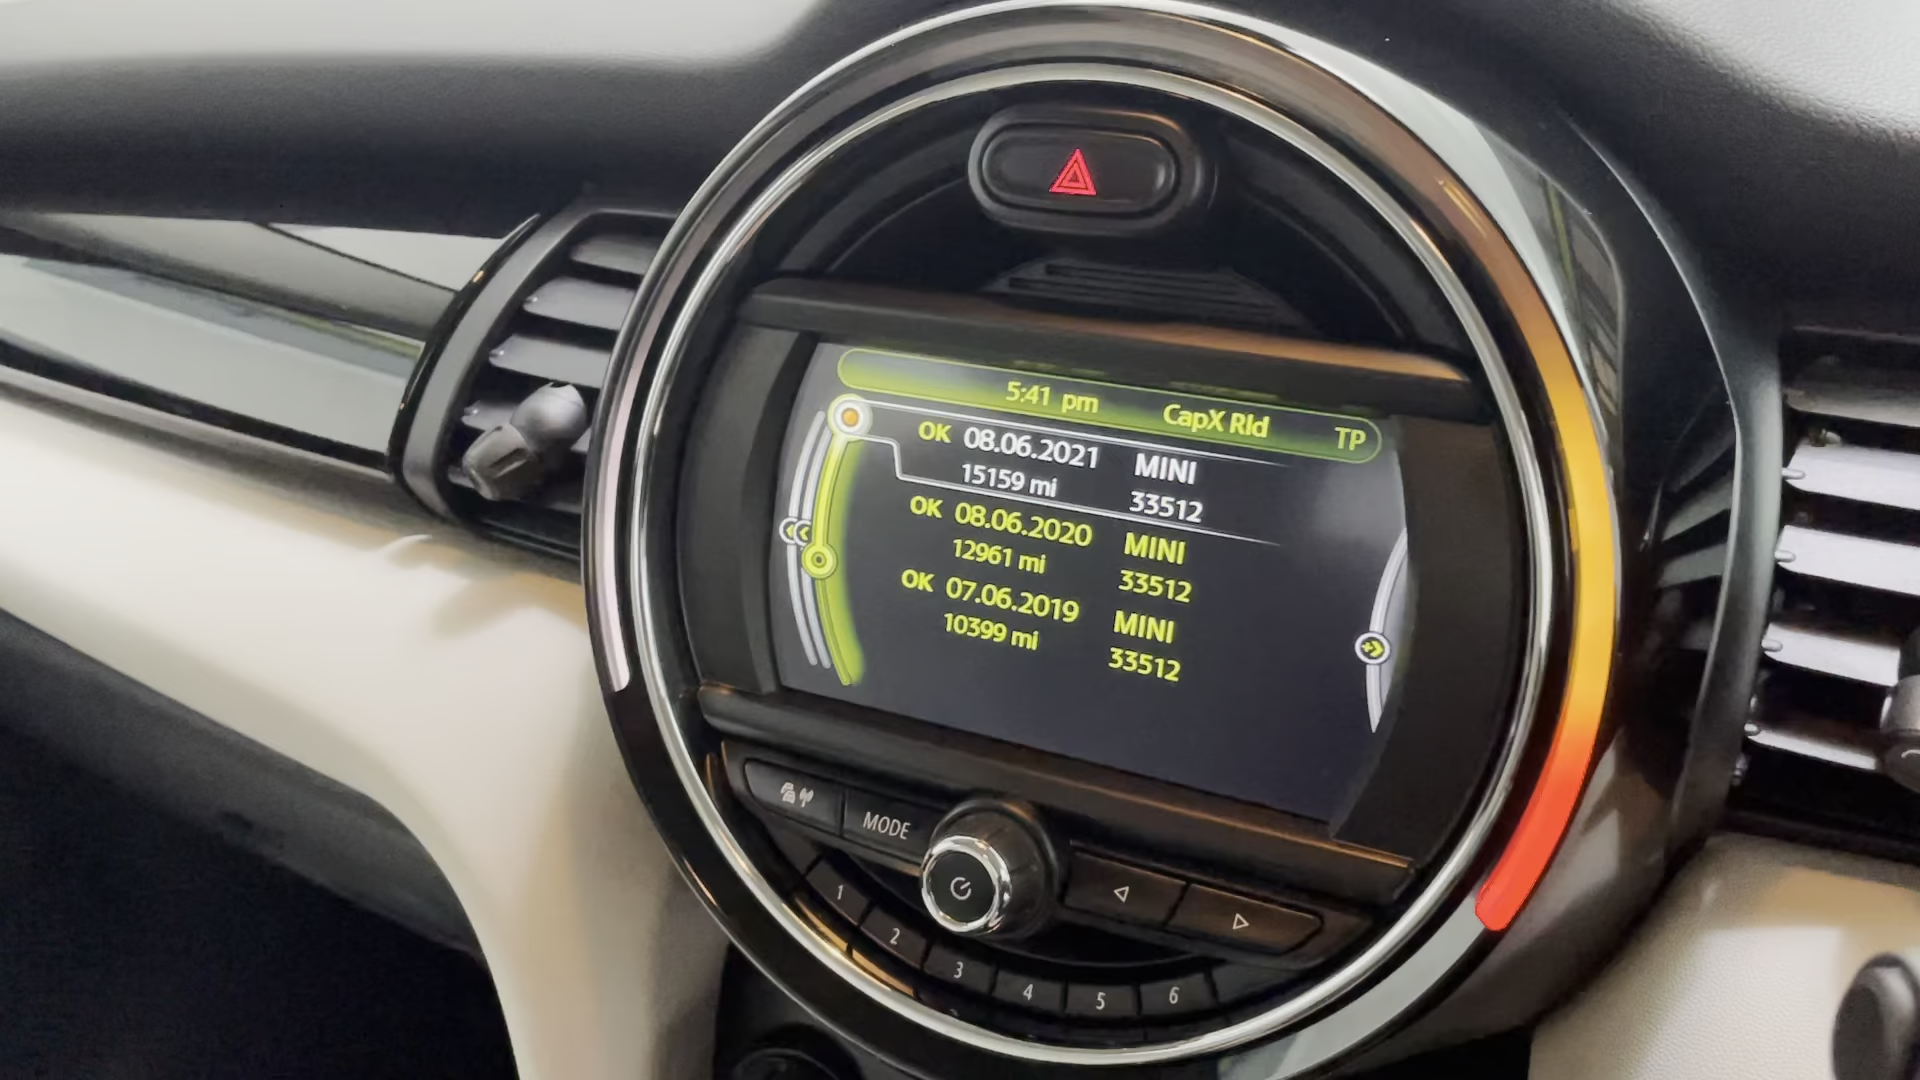 5:41 pm CapX Rld TP
OK 08.06.2021 MINI
15159 mi 33512
OK 08.06.2020 MINI
12961 mi 33512
OK 07.06.2019 MINI
10399 mi 33512
MODE
1
2
3
4
5
6